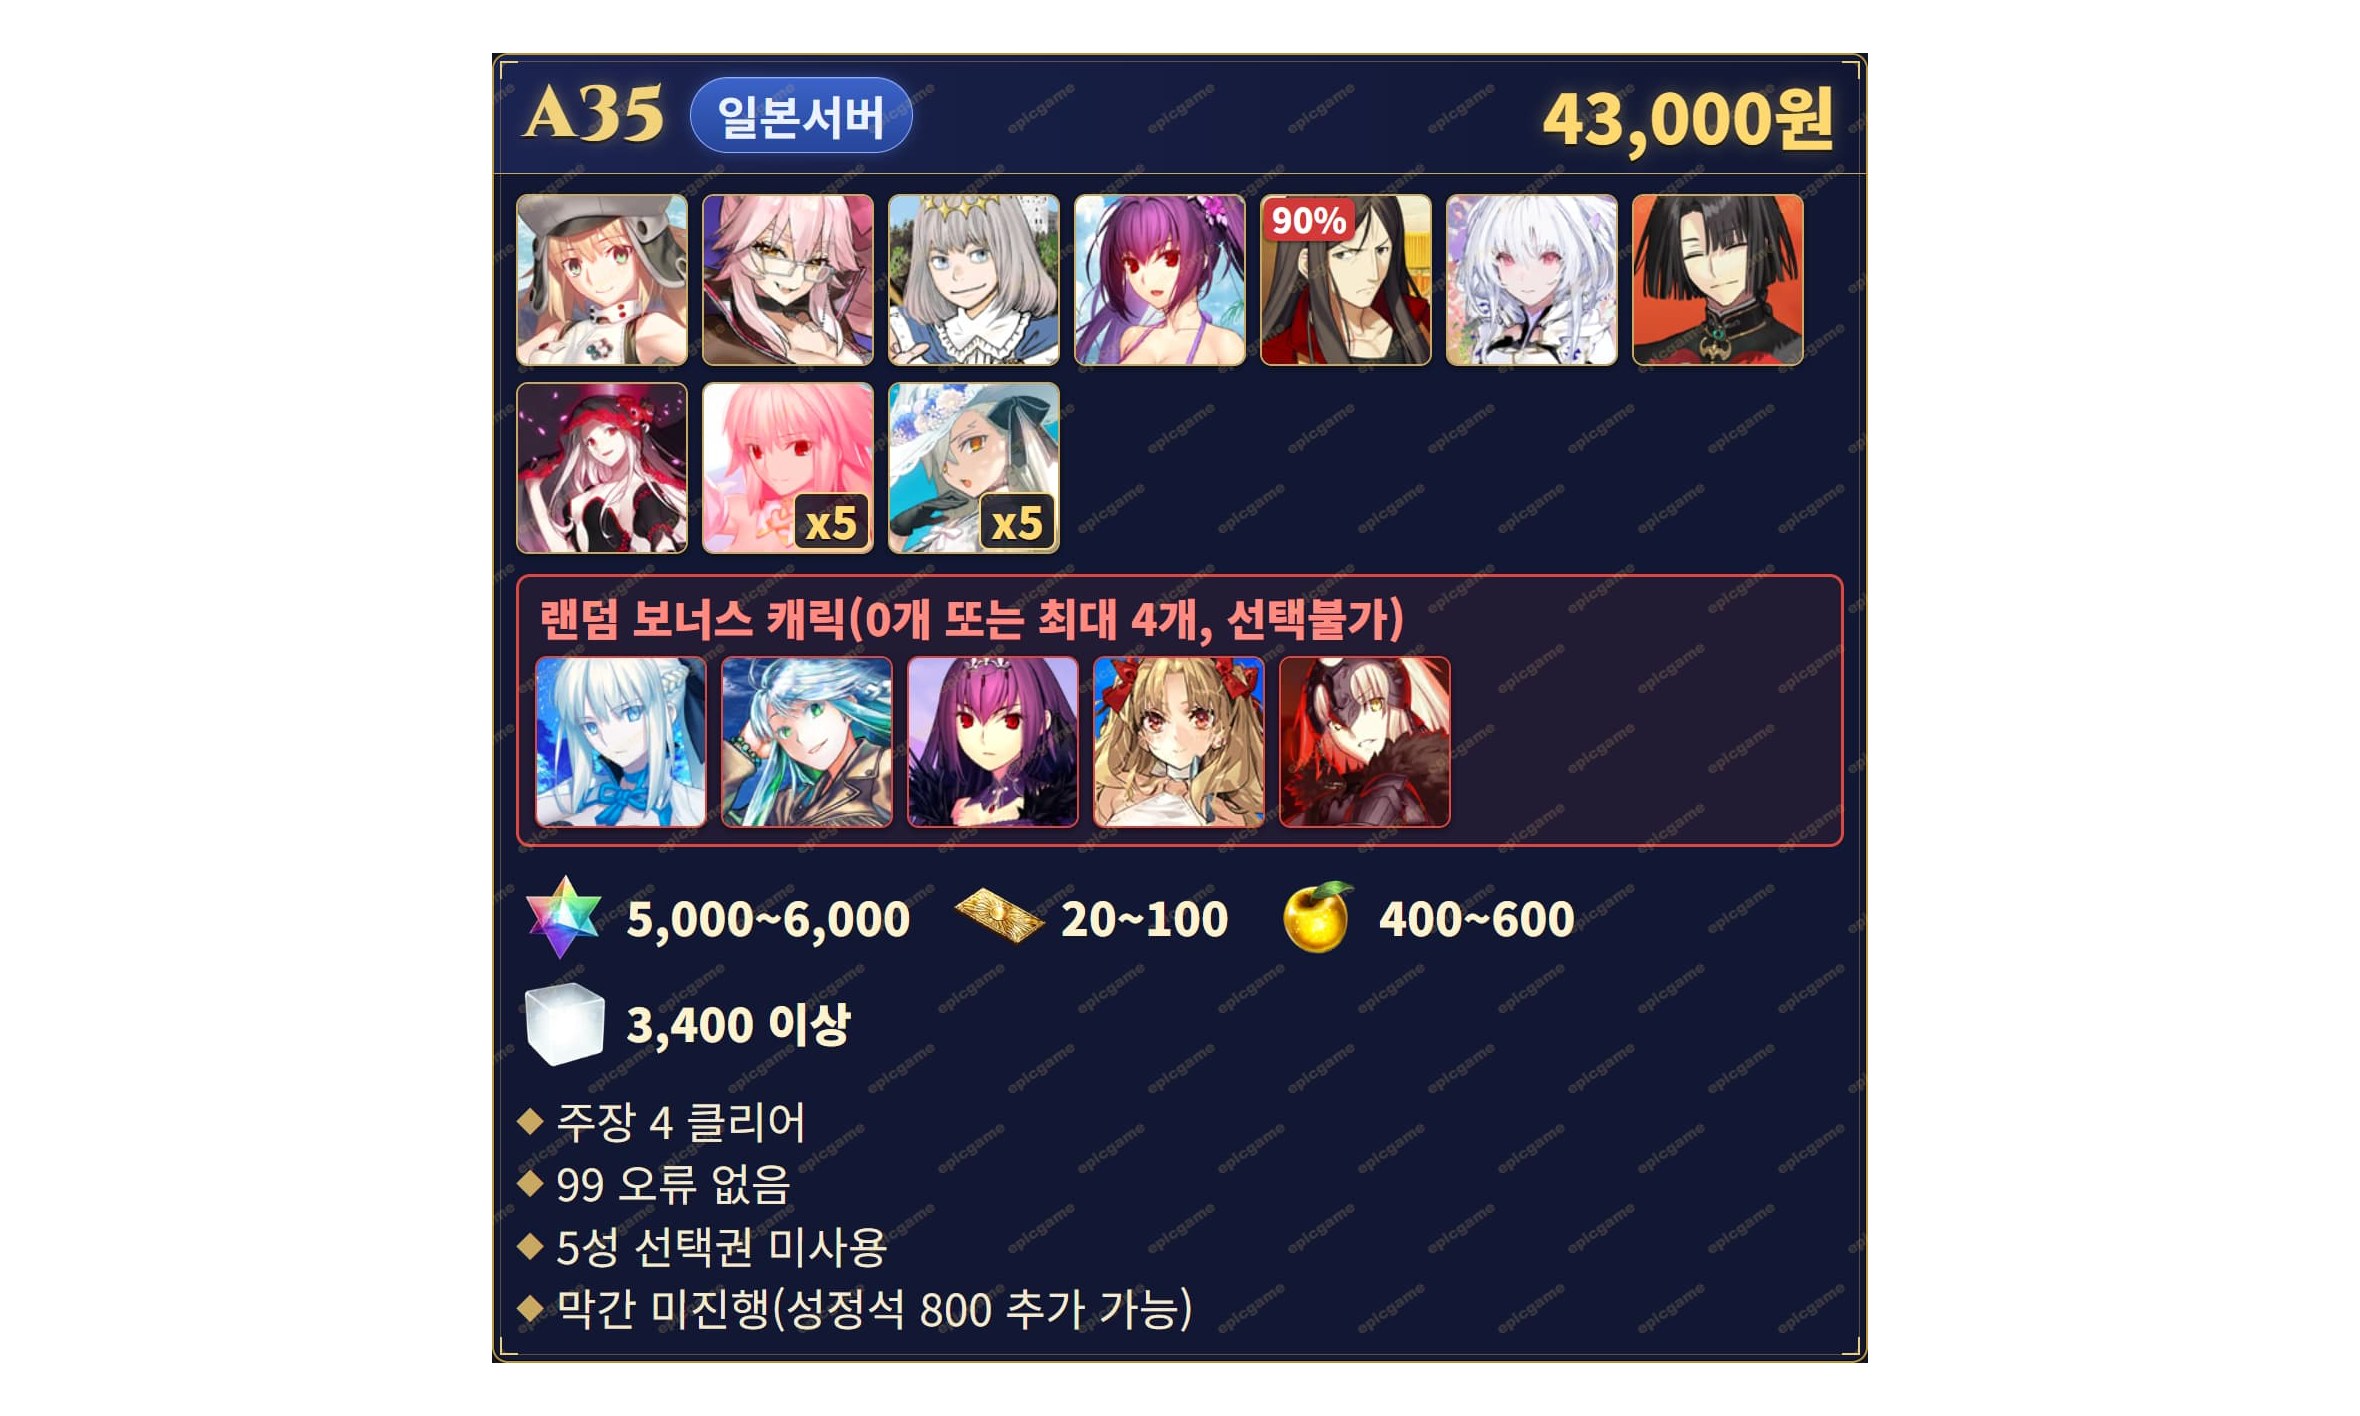 A35 일본서버 43,000원
90%
x5 x5
랜덤 보너스 캐릭(0개 또는 최대 4개, 선택불가)
5,000~6,000 20~100 400~600
3,400 이상
◆ 주장 4 클리어
◆ 99 오류 없음
◆ 5성 선택권 미사용
◆ 막간 미진행(성정석 800 추가 가능)
epicgame